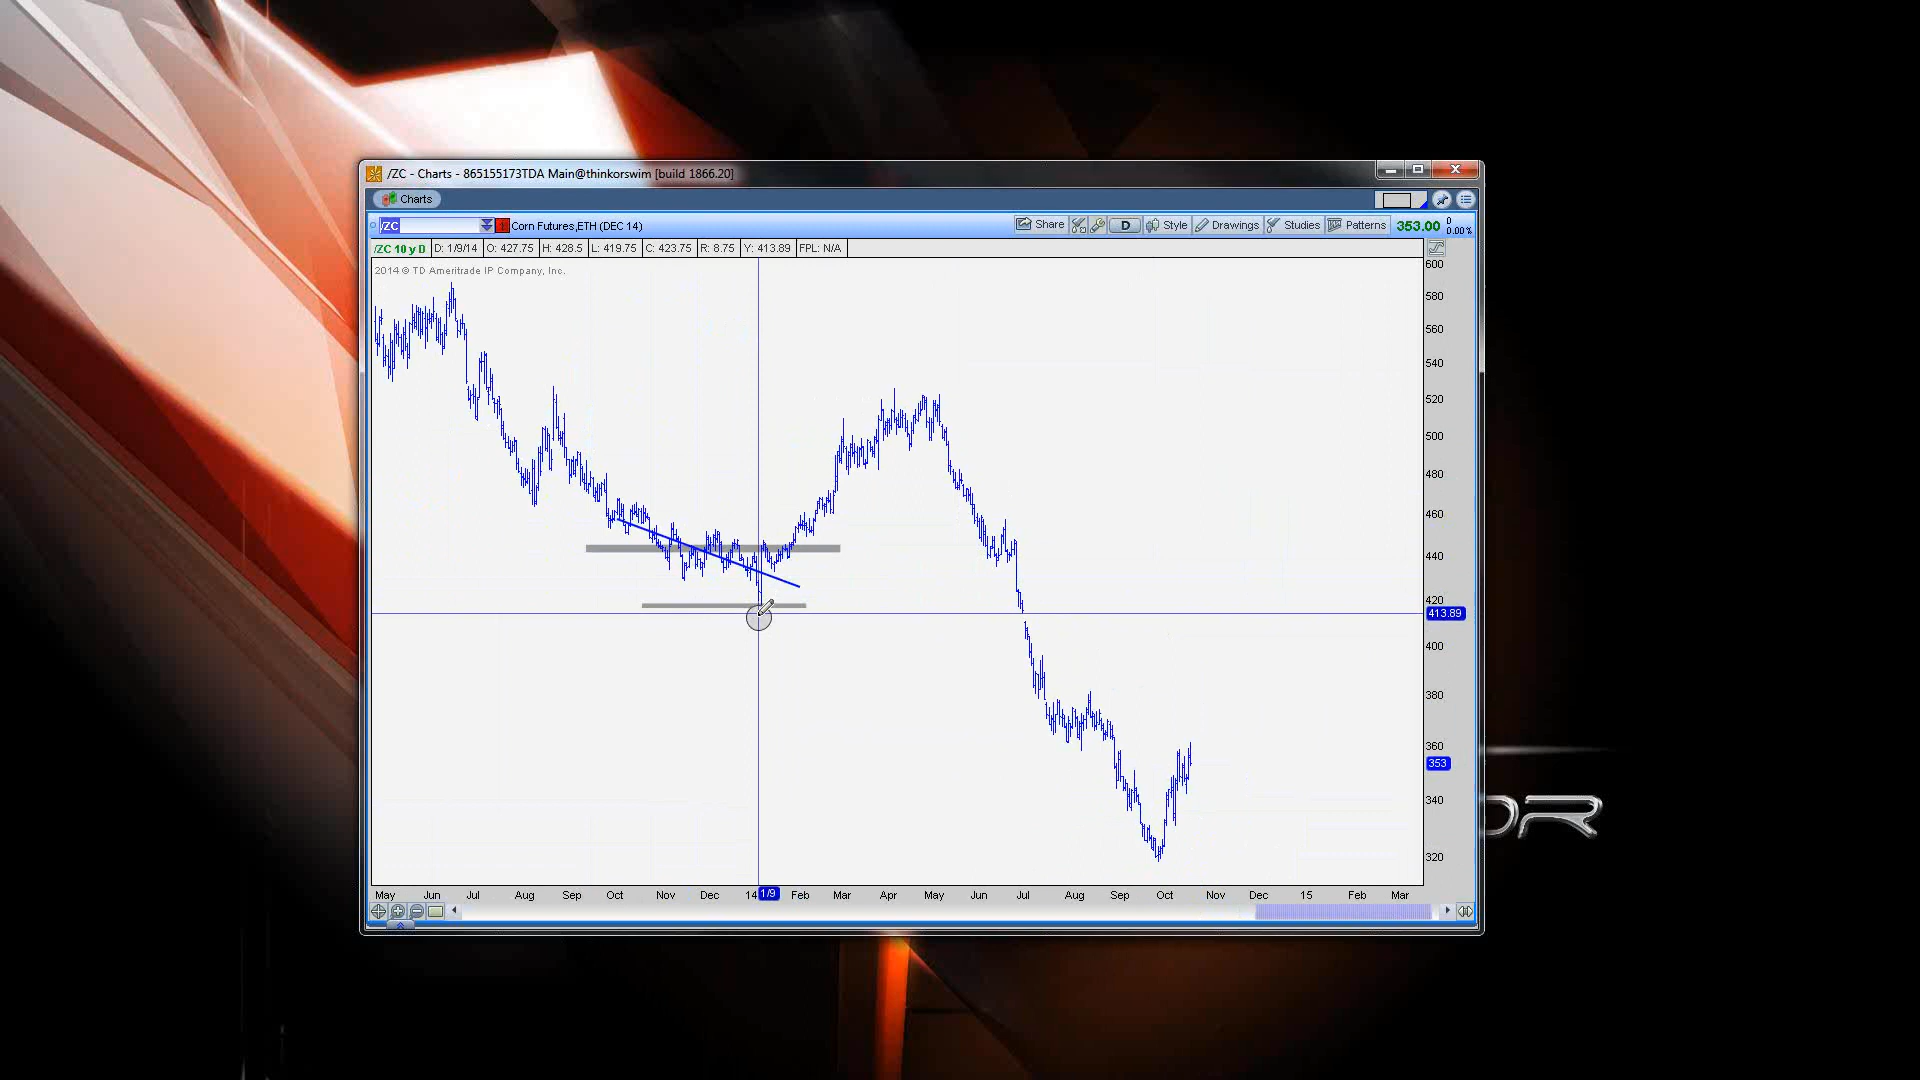 /ZC - Charts - 865155173TDA Main@thinkorswim [build 1866.20]
Charts
/ZC Corn Futures,ETH (DEC 14) Share D Style Drawings Studies Patterns 353.00 0 0.00%
/ZC 10 y D D: 1/9/14 O: 427.75 H: 428.5 L: 419.75 C: 423.75 R: 8.75 Y: 413.89 FPL: N/A
2014 © TD Ameritrade IP Company, Inc.
600
580
560
540
520
500
480
460
440
420
413.89
400
380
360
353
340
320
May Jun Jul Aug Sep Oct Nov Dec 14 1/9 Feb Mar Apr May Jun Jul Aug Sep Oct Nov Dec 15 Feb Mar
OR